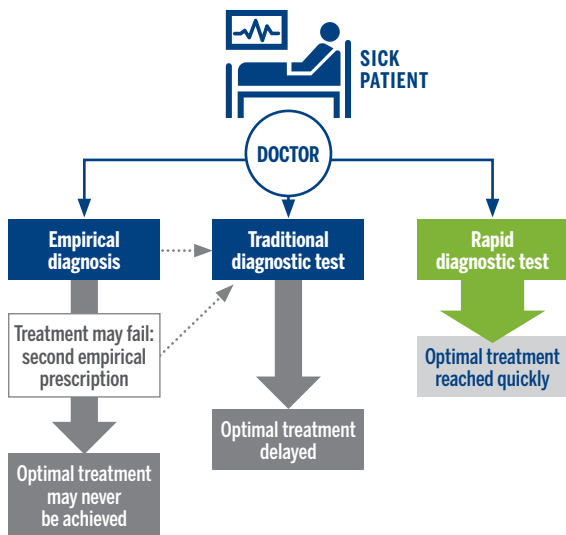 SICK
PATIENT
DOCTOR
Empirical
diagnosis
Traditional
diagnostic test
Rapid
diagnostic test
Treatment may fail:
second empirical
prescription
Optimal treatment
reached quickly
Optimal treatment
delayed
Optimal treatment
may never
be achieved